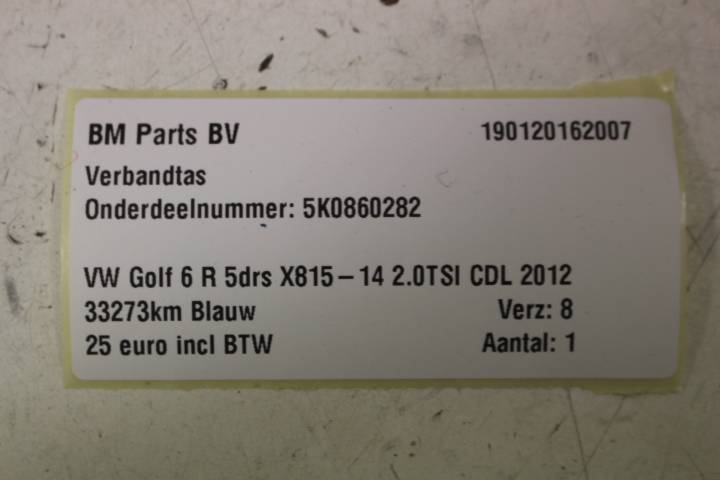 BM Parts BV 190120162007
Verbandtas
Onderdeelnummer: 5K0860282
VW Golf 6 R 5drs X815-14 2.0TSI CDL 2012
33273km Blauw Verz: 8
25 euro incl BTW Aantal: 1